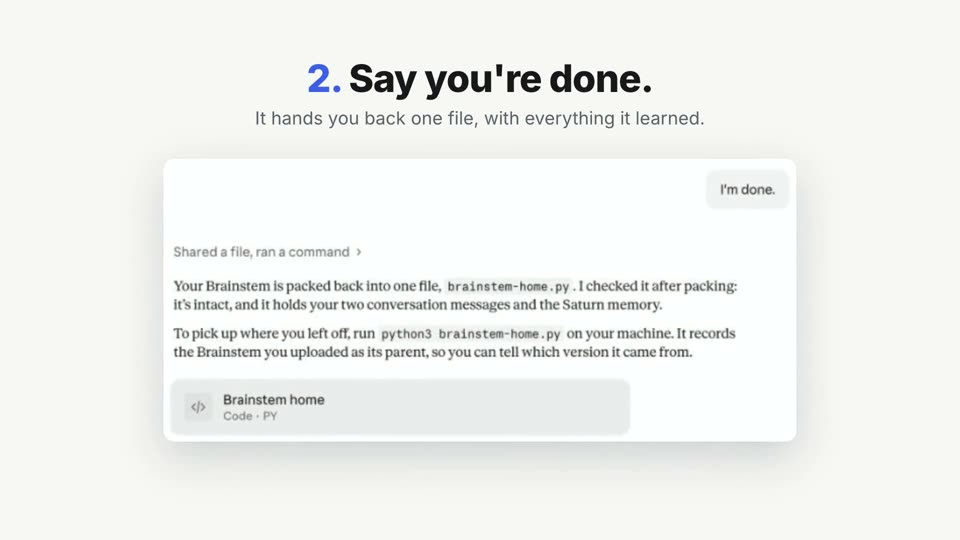 2. Say you're done.
It hands you back one file, with everything it learned.
I'm done.
Shared a file, ran a command >
Your Brainstem is packed back into one file, brainstem-home.py. I checked it after packing:
it's intact, and it holds your two conversation messages and the Saturn memory.
To pick up where you left off, run python3 brainstem-home.py on your machine. It records
the Brainstem you uploaded as its parent, so you can tell which version it came from.
</> Brainstem home
Code · PY